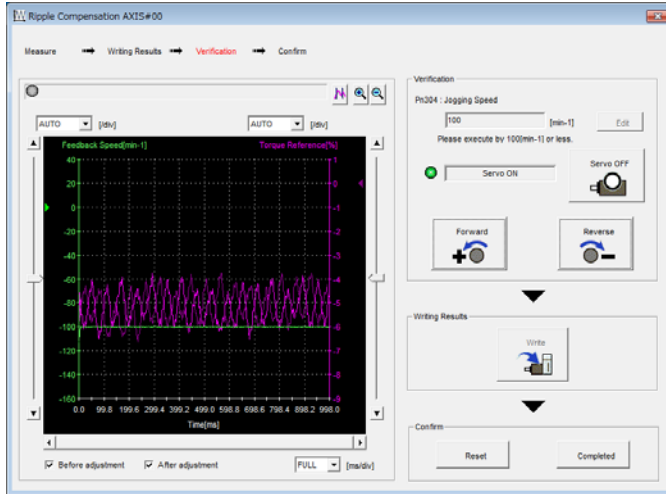 Ripple Compensation AXIS#00
Measure Writing Results Verification Confirm
AUTO [/div] AUTO [/div]
Feedback Speed[min-1] Torque Reference[%]
40 1
20 0
0 -1
-20 -2
-40 -3
-60 -4
-80 -5
-100 -6
-120 -7
-140 -8
-160 -9
0.0 99.8 199.6 299.4 399.2 499.0 598.8 698.6 798.4 898.2 998.0
Time[ms]
Before adjustment After adjustment FULL [ms/div]
Verification
Pn304 : Jogging Speed
100 [min-1] Edit
Please execute by 100[min-1] or less.
Servo ON
Servo OFF
Forward Reverse
Writing Results
Write
Confirm
Reset Completed